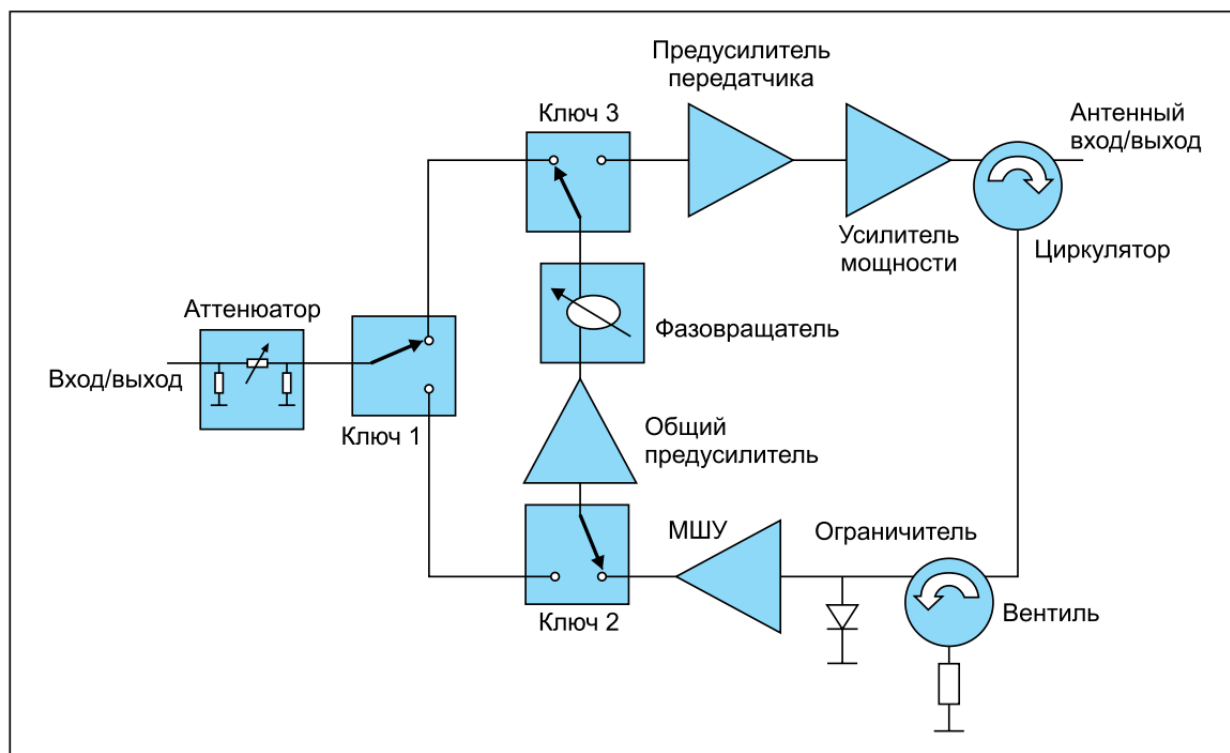 Предусилитель
передатчика
Ключ 3
Антенный
вход/выход
Усилитель
мощности
Циркулятор
Аттенюатор
Фазовращатель
Вход/выход
Ключ 1
Общий
предусилитель
МШУ
Ограничитель
Ключ 2
Вентиль